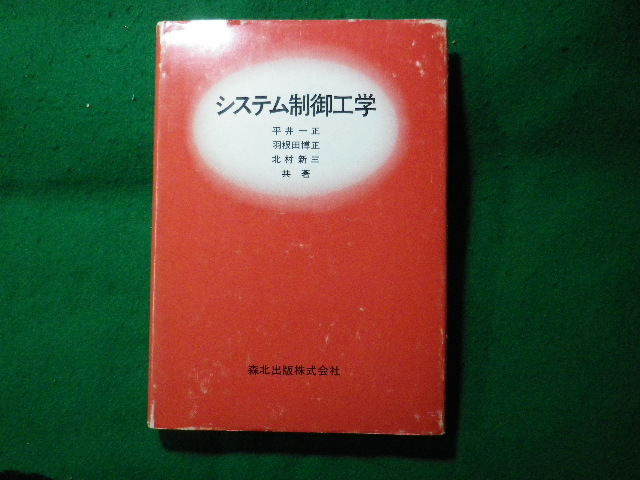 システム制御工学
平井一正
羽根田博正
北村新三
共著
森北出版株式会社